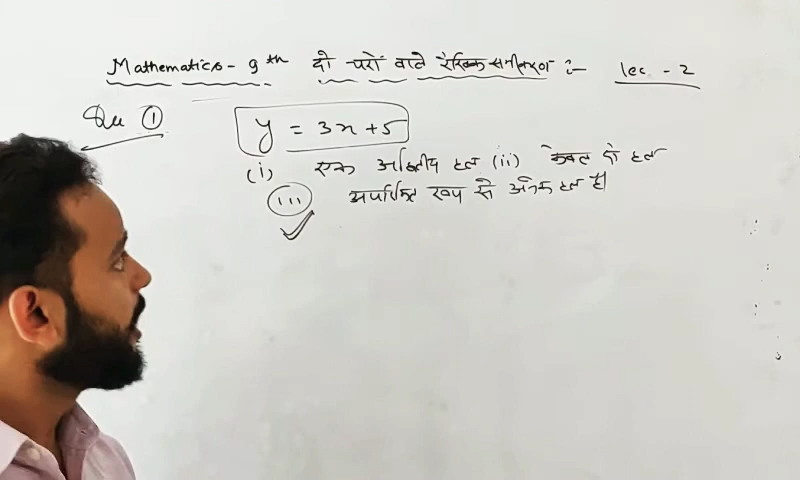 Mathematics - 9th दो चरों वाले रैखिक समीकरण :- lec - 2
Que ① y = 3x + 5
(i) एक अद्वितीय हल (ii) केवल दो हल
(iii) अपरिमित रूप से अनेक हल हैं